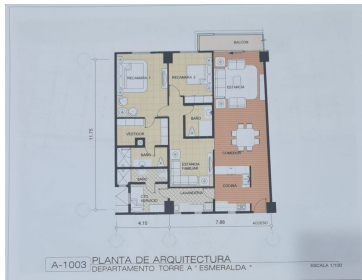 BALCON
RECAMARA 1
RECAMARA 2
ESTANCIA
BAÑO
VESTIDOR
11.75
COMEDOR
BAÑO
ESTANCIA
FAMILIAR
COCINA
BAÑO
CTO.
SERVICIO
LAVANDERIA
4.10
7.88
ACCESO
A-1003
PLANTA DE ARQUITECTURA
DEPARTAMENTO TORRE A " ESMERALDA "
ESCALA 1/100